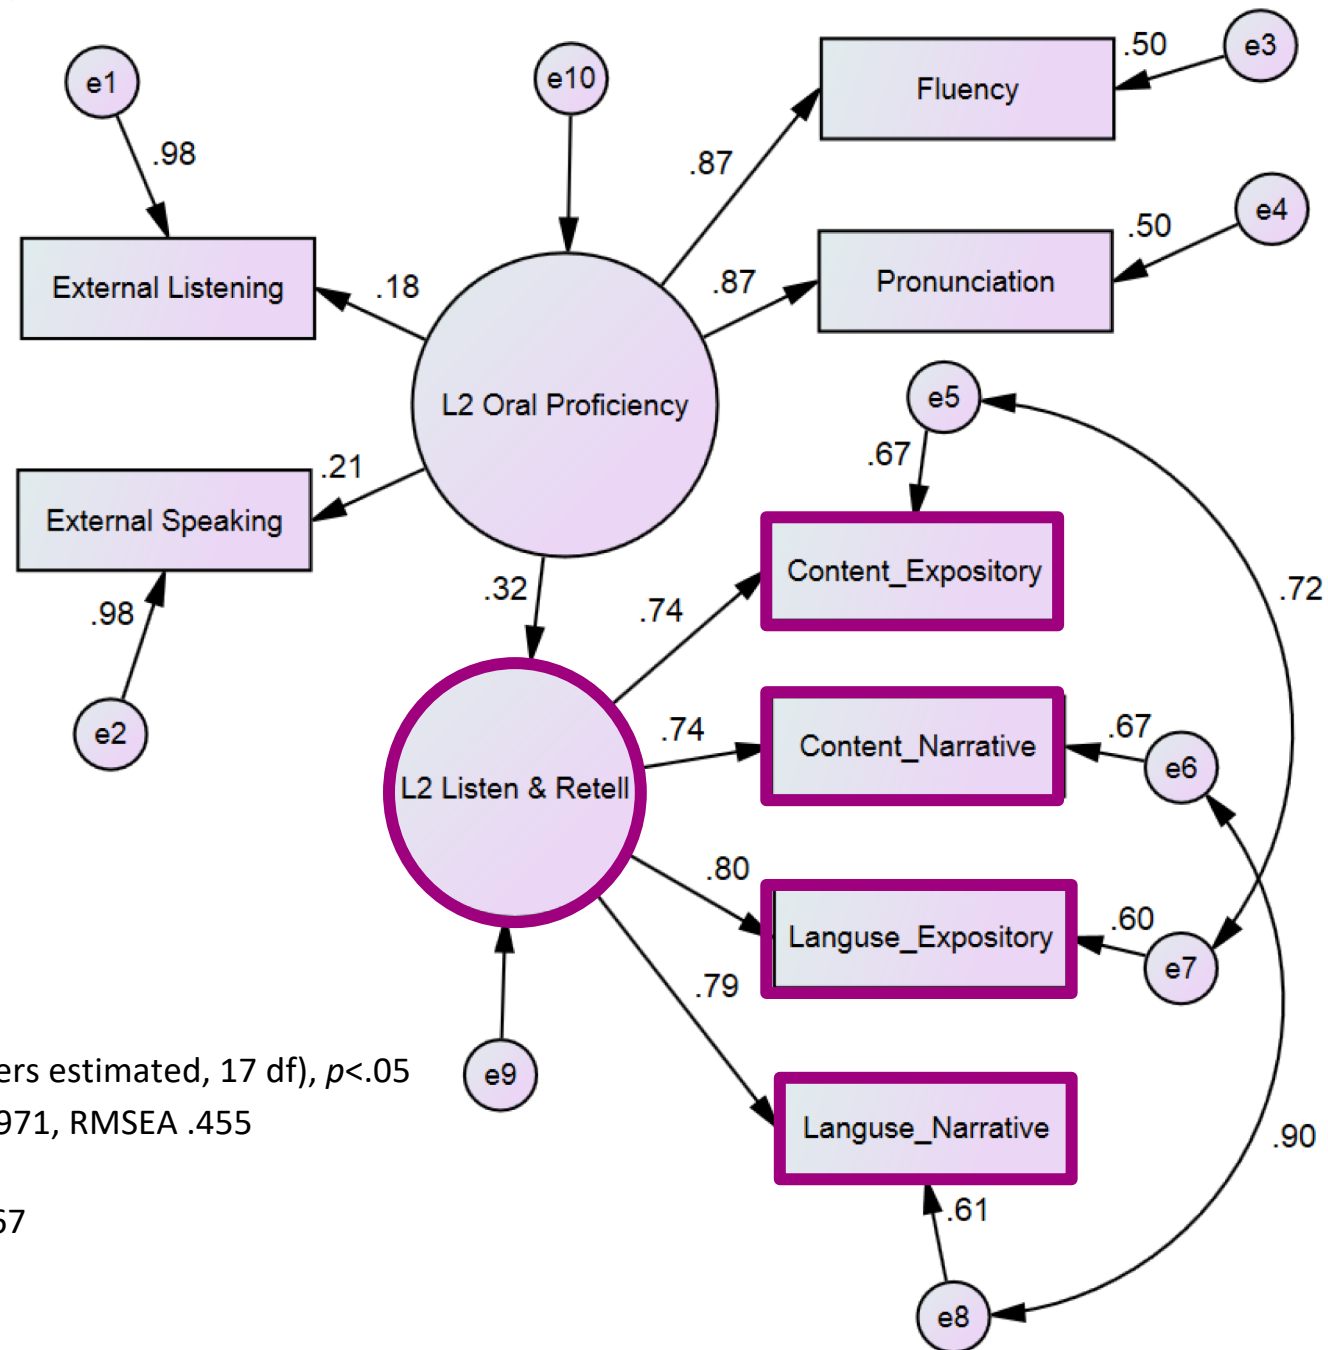 e1
.98
External Listening
.18
e10
L2 Oral Proficiency
.87
Fluency
.50
e3
.87
Pronunciation
.50
e4
.21
External Speaking
.98
e2
.32
L2 Listen & Retell
e9
.74
Content_Expository
.67
e5
.72
.74
Content_Narrative
.67
e6
.80
Languse_Expository
.60
e7
.79
Languse_Narrative
.61
e8
.90
ers estimated, 17 df), p<.05
971, RMSEA .455
67